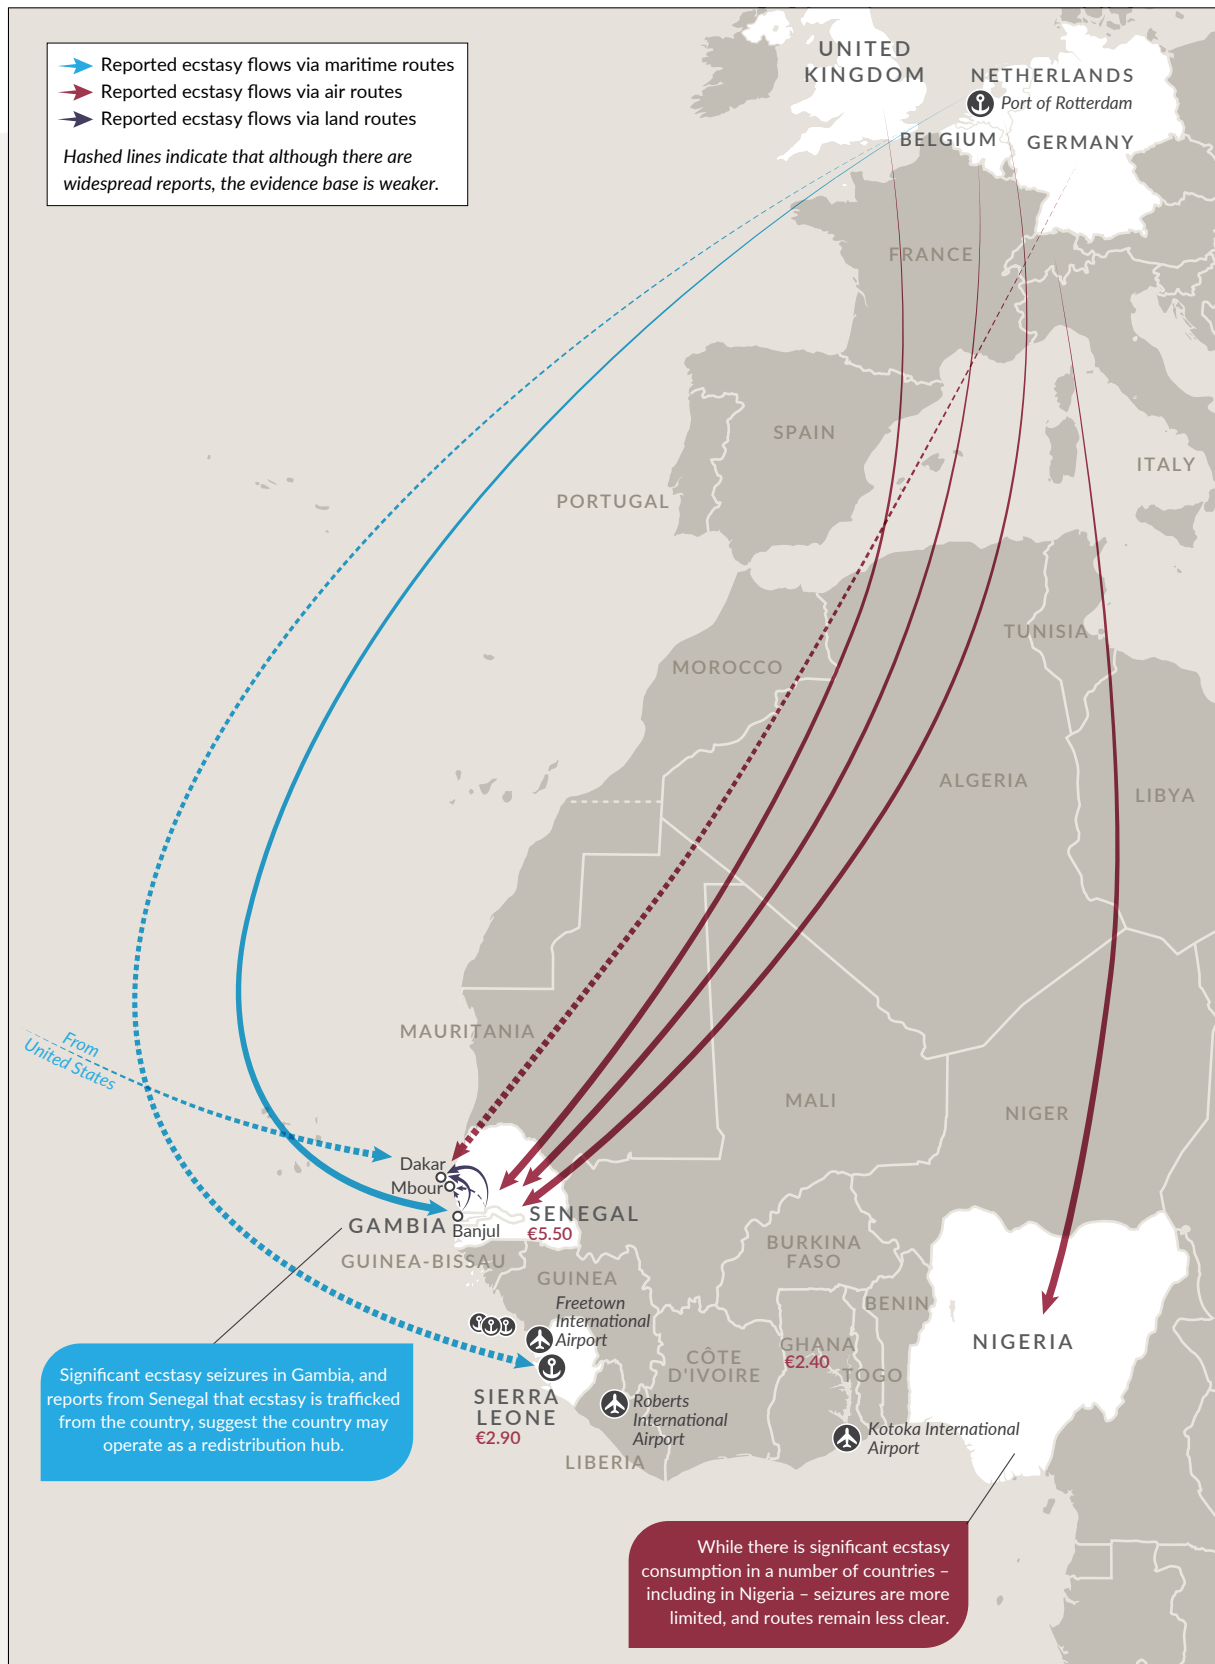 Reported ecstasy flows via maritime routes
Reported ecstasy flows via air routes
Reported ecstasy flows via land routes
Hashed lines indicate that although there are
widespread reports, the evidence base is weaker.
UNITED
KINGDOM
NETHERLANDS
Port of Rotterdam
BELGIUM
GERMANY
FRANCE
SPAIN
ITALY
PORTUGAL
TUNISIA
MOROCCO
ALGERIA
LIBYA
MAURITANIA
From
United States
MALI
NIGER
Dakar
Mbour
GAMBIA
Banjul
SENEGAL
€5.50
GUINEA-BISSAU
BURKINA
FASO
GUINEA
BENIN
Freetown
International
Airport
NIGERIA
GHANA
€2.40
CÔTE
D'IVOIRE
TOGO
SIERRA
LEONE
€2.90
Roberts
International
Airport
Kotoka International
Airport
LIBERIA
Significant ecstasy seizures in Gambia, and
reports from Senegal that ecstasy is trafficked
from the country, suggest the country may
operate as a redistribution hub.
While there is significant ecstasy
consumption in a number of countries –
including in Nigeria – seizures are more
limited, and routes remain less clear.